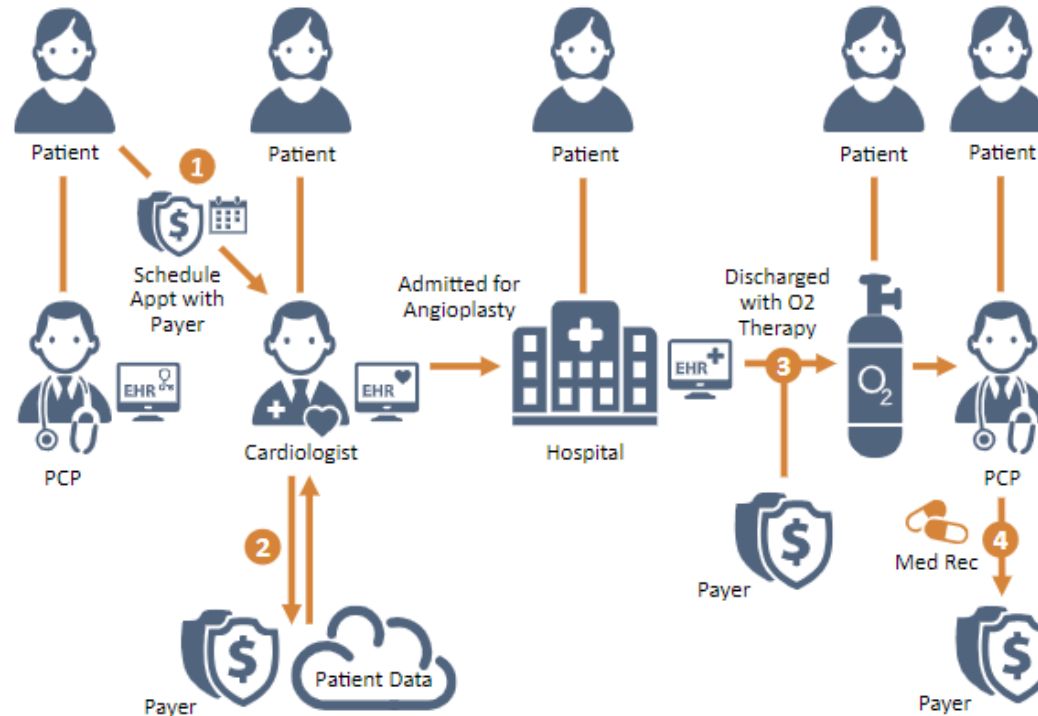 Patient
Patient
Patient
Patient
Patient
1
$
Schedule
Appt with
Payer
Admitted for
Angioplasty
Discharged
with O2
Therapy
EHR
EHR
EHR
3
O2
PCP
Cardiologist
Hospital
PCP
2
$
Payer
Patient Data
$
Payer
Med Rec
4
$
Payer